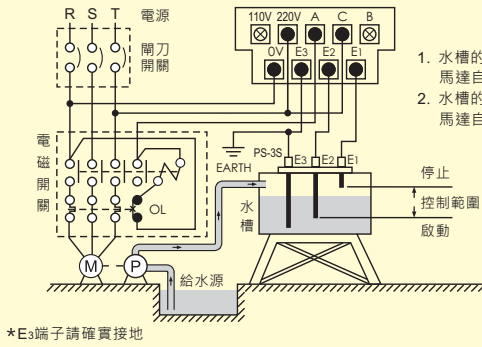 R S T 電源
閘刀
開關
110V 220V A C B
0V E3 E2 E1
1. 水槽的
馬達自
2. 水槽的
馬達自
電磁開關
OL
EARTH
PS-3S
E3 E2 E1
水槽
停止
控制範圍
啟動
M
P
給水源
*E3端子請確實接地